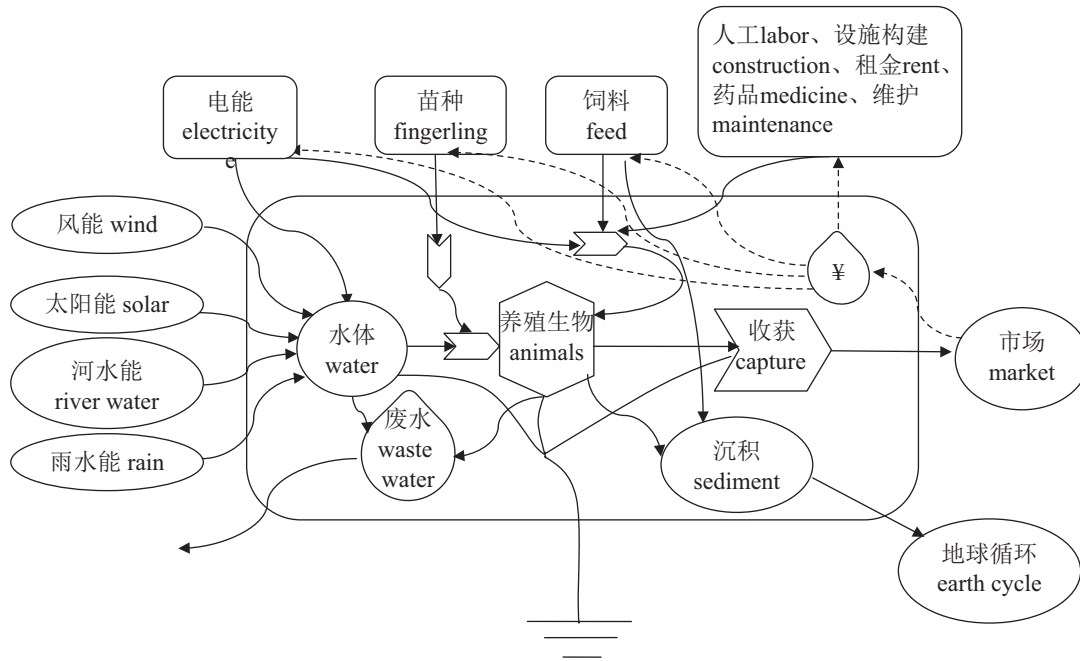 人工labor、设施构建
construction、租金rent、
药品medicine、维护
maintenance
电能
electricity
e
苗种
fingerling
饲料
feed
风能 wind
太阳能 solar
河水能
river water
雨水能 rain
水体
water
养殖生物
animals
收获
capture
¥
市场
market
废水
waste
water
沉积
sediment
地球循环
earth cycle